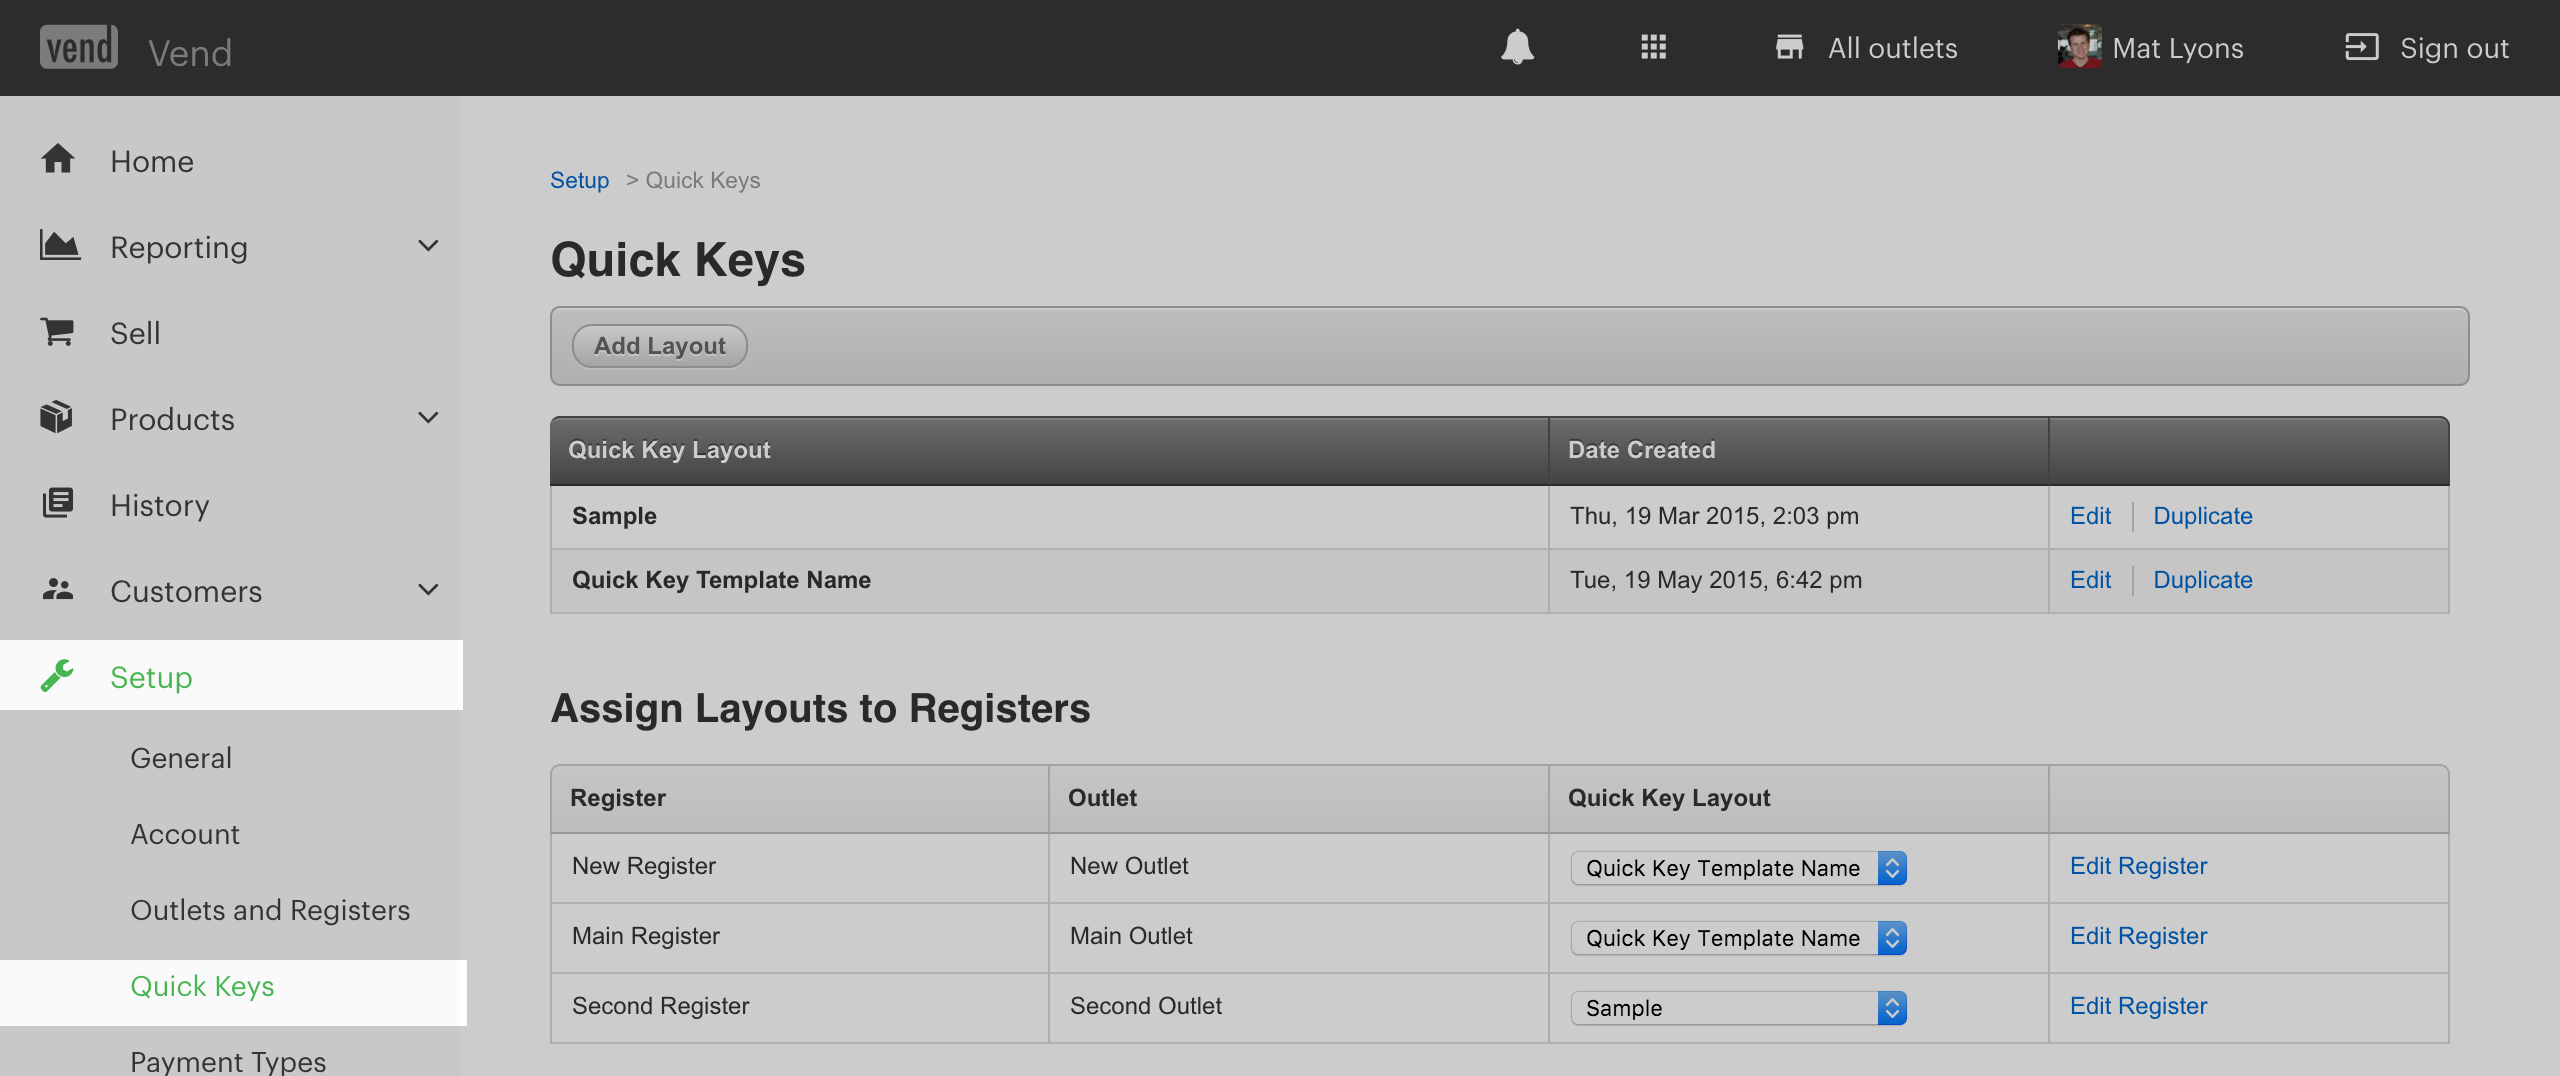 vend Vend All outlets Mat Lyons Sign out
Home
Reporting
Sell
Products
History
Customers
Setup
General
Account
Outlets and Registers
Quick Keys
Payment Types
Setup > Quick Keys
Quick Keys
Add Layout
Quick Key Layout Date Created
Sample Thu, 19 Mar 2015, 2:03 pm Edit Duplicate
Quick Key Template Name Tue, 19 May 2015, 6:42 pm Edit Duplicate
Assign Layouts to Registers
Register Outlet Quick Key Layout
New Register New Outlet Quick Key Template Name Edit Register
Main Register Main Outlet Quick Key Template Name Edit Register
Second Register Second Outlet Sample Edit Register